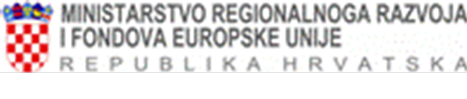 MINISTARSTVO REGIONALNOGA RAZVOJA
I FONDOVA EUROPSKE UNIJE
REPUBLIKA HRVATSKA